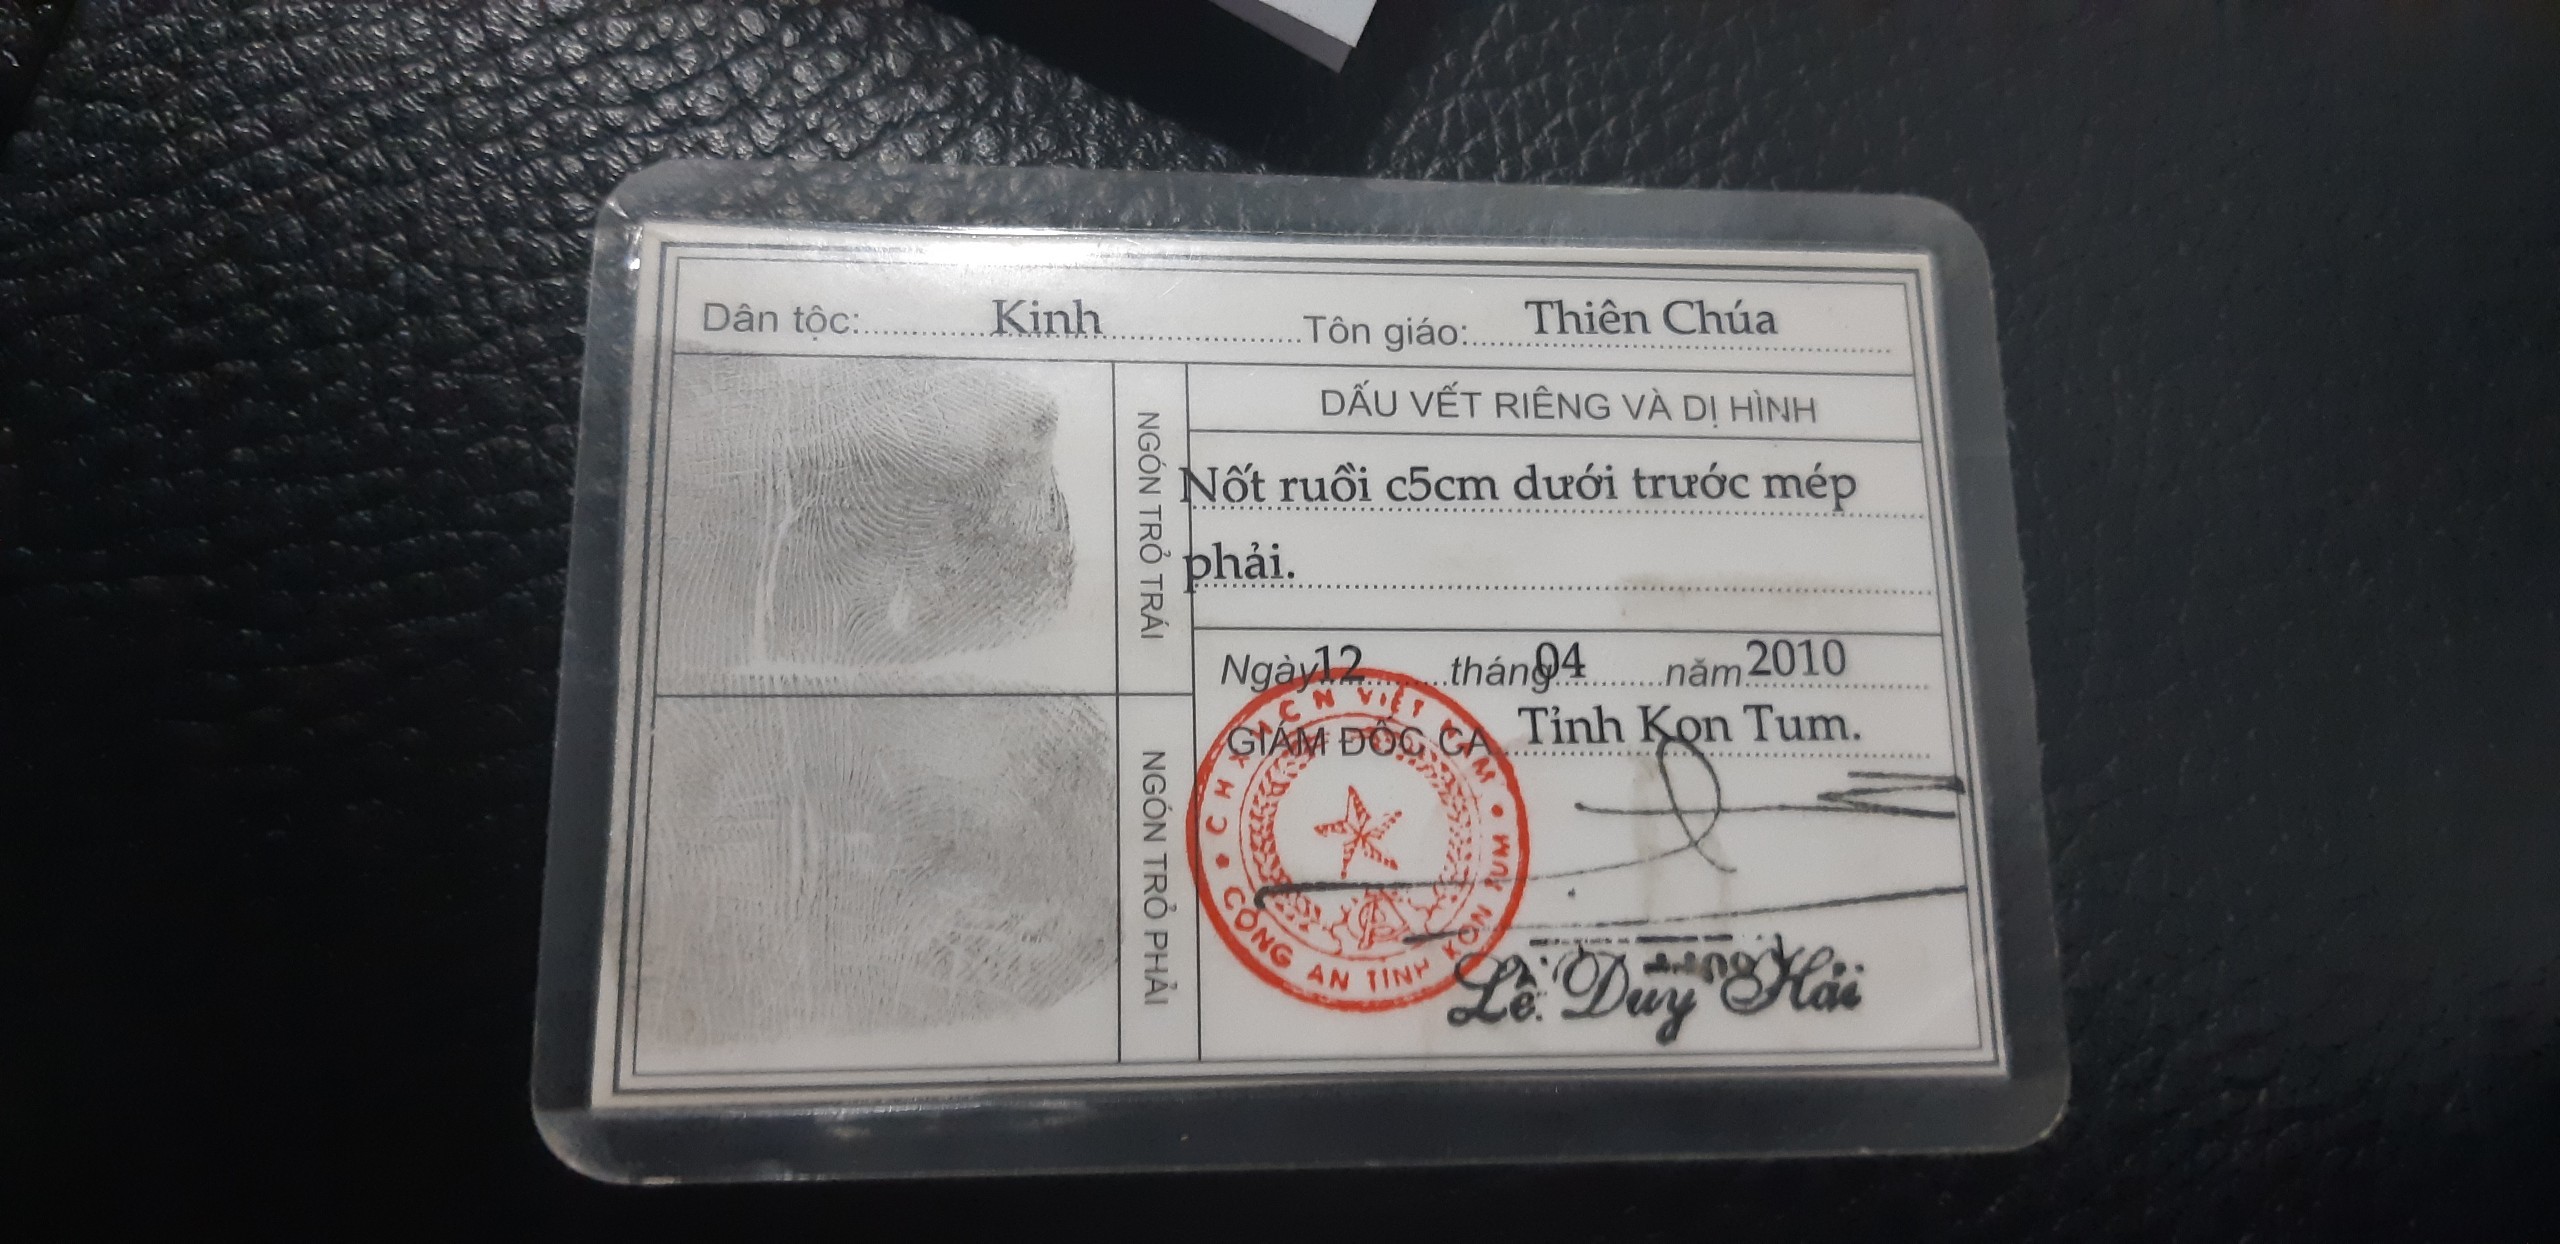 Dân tộc: Kinh Tôn giáo: Thiên Chúa
NGÓN TRỎ TRÁI
NGÓN TRỎ PHẢI
DẤU VẾT RIÊNG VÀ DỊ HÌNH
Nốt ruồi c5cm dưới trước mép
phải.
Ngày 12 tháng 04 năm 2010
GIÁM ĐỐC CA Tỉnh Kon Tum.
C H X H C N VIỆT NAM
CÔNG AN TỈNH KON TUM
Lê Duy Hải